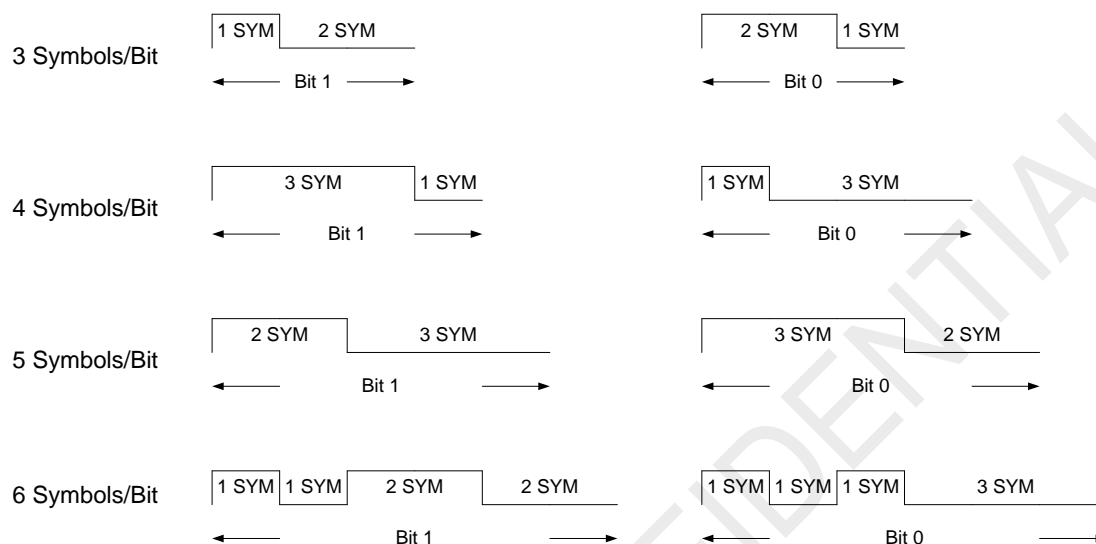 1 SYM 2 SYM 2 SYM 1 SYM
3 Symbols/Bit
Bit 1 Bit 0
3 SYM 1 SYM 1 SYM 3 SYM
4 Symbols/Bit
Bit 1 Bit 0
2 SYM 3 SYM 3 SYM 2 SYM
5 Symbols/Bit
Bit 1 Bit 0
1 SYM 1 SYM 2 SYM 2 SYM 1 SYM 1 SYM 1 SYM 3 SYM
6 Symbols/Bit
Bit 1 Bit 0
FIDENTIAL